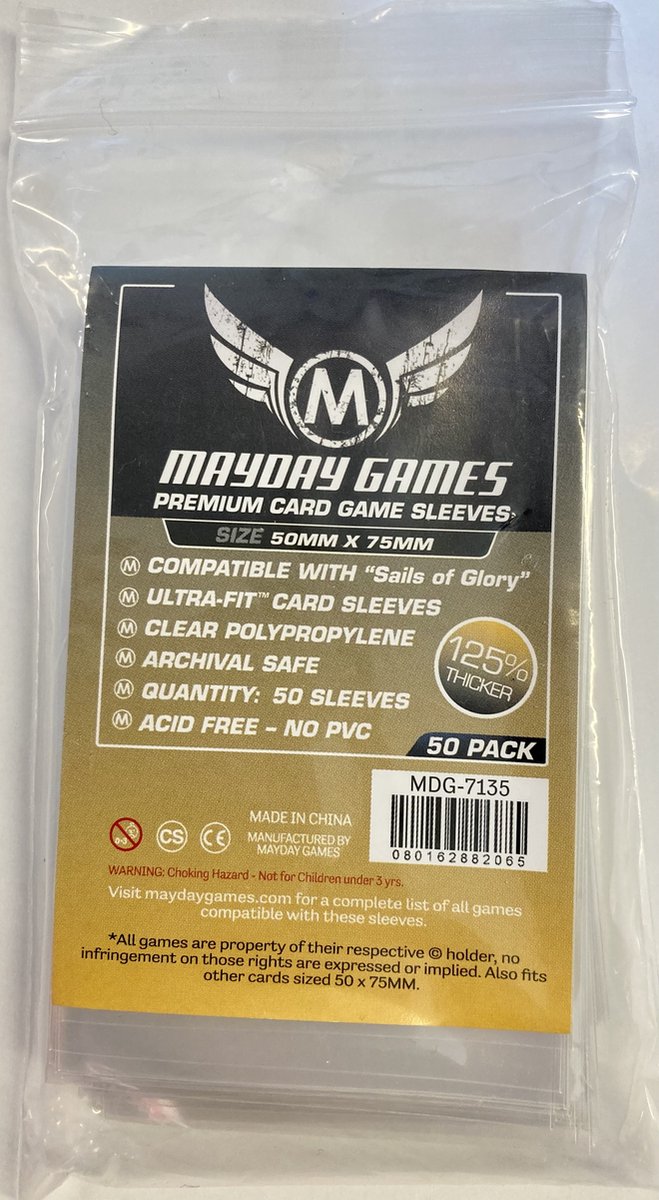 M
MAYDAY GAMES
PREMIUM CARD GAME SLEEVES
SIZE 50MM X 75MM
M COMPATIBLE WITH “Sails of Glory”
M ULTRA-FIT™ CARD SLEEVES
M CLEAR POLYPROPYLENE
M ARCHIVAL SAFE
M QUANTITY: 50 SLEEVES
M ACID FREE – NO PVC
125%
THICKER
50 PACK
MDG-7135
080162882065
0-3 CS CE
MADE IN CHINA
MANUFACTURED BY
MAYDAY GAMES
WARNING: Choking Hazard - Not for Children under 3 yrs.
Visit maydaygames.com for a complete list of all games
compatible with these sleeves.
*All games are property of their respective © holder, no
infringement on those rights are expressed or implied. Also fits
other cards sized 50 x 75MM.